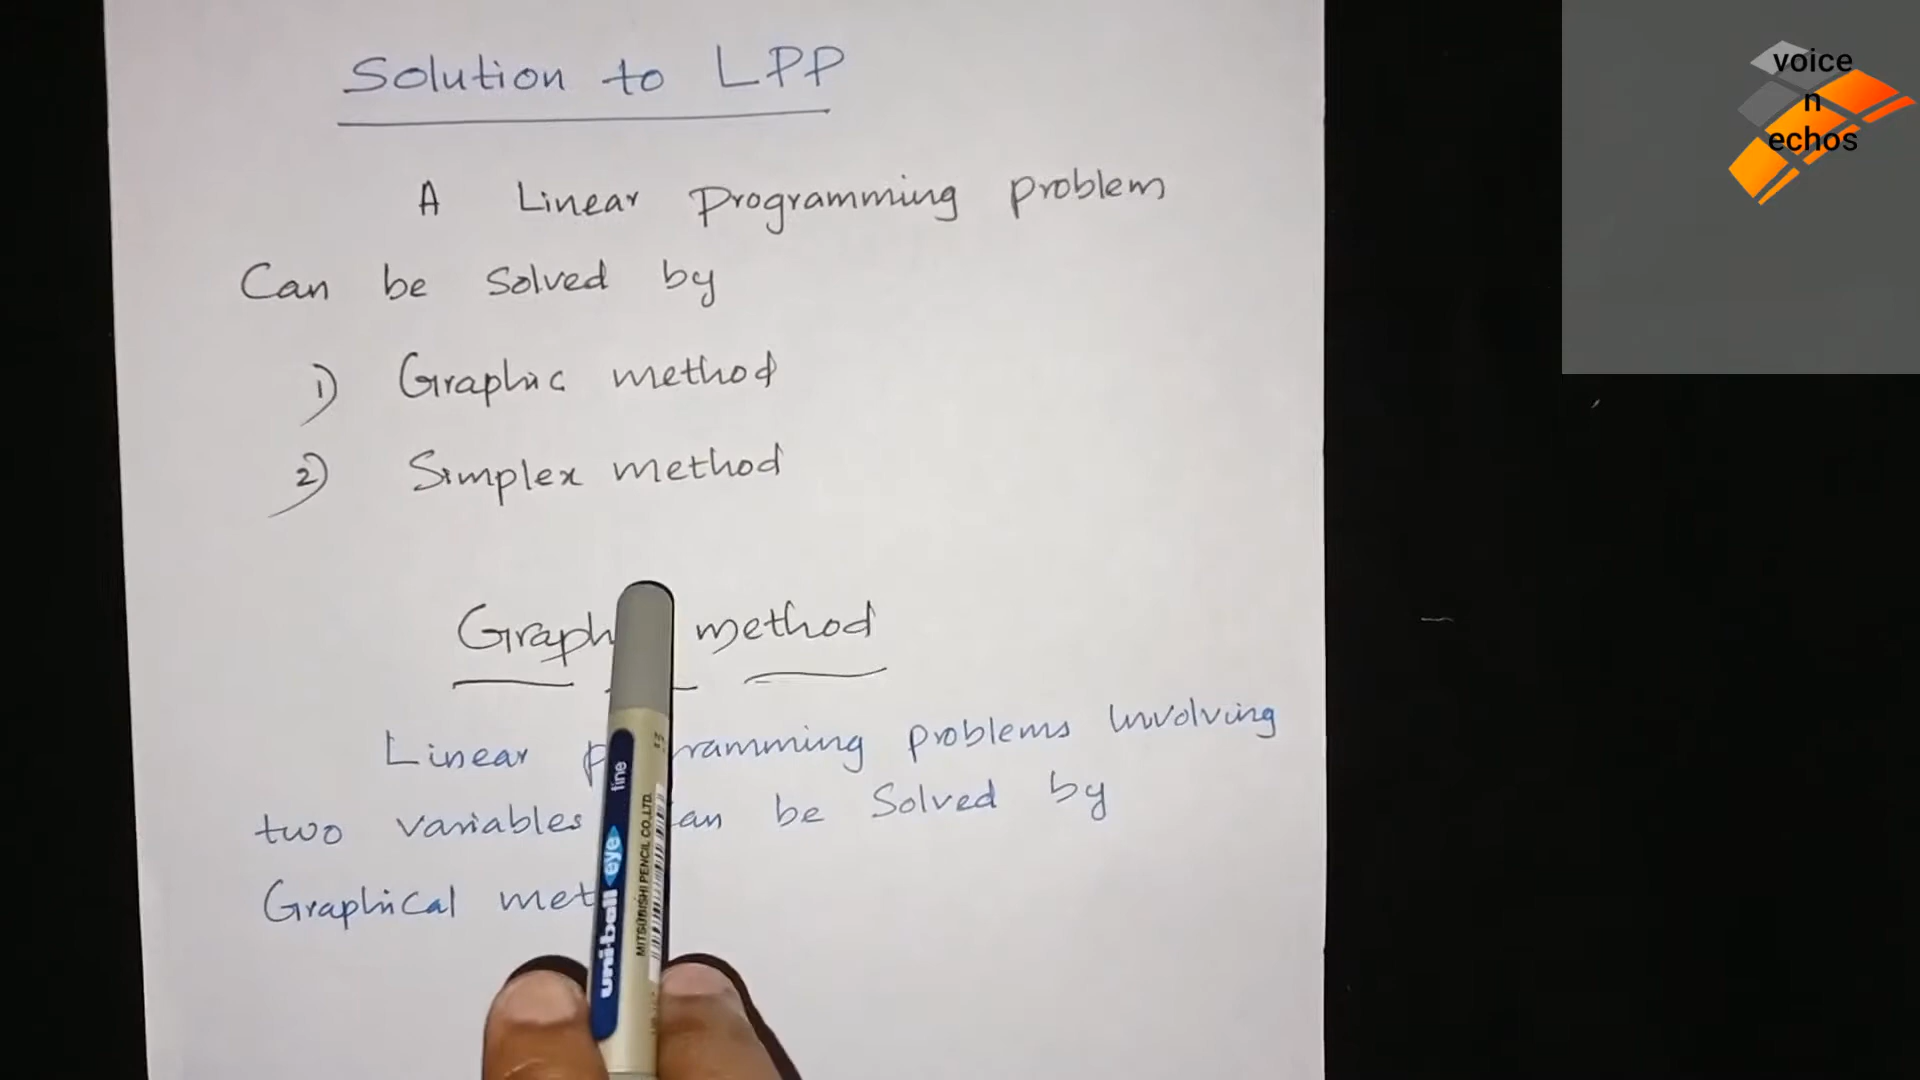 Solution to LPP
A Linear Programming problem
Can be solved by
1) Graphic method
2) Simplex method
Graph method
Linear p ramming problems involving
two variables an be Solved by
Graphical met
voice
n
echos
uni-ball eye fine
MITSUBISHI PENCIL CO.,LTD.